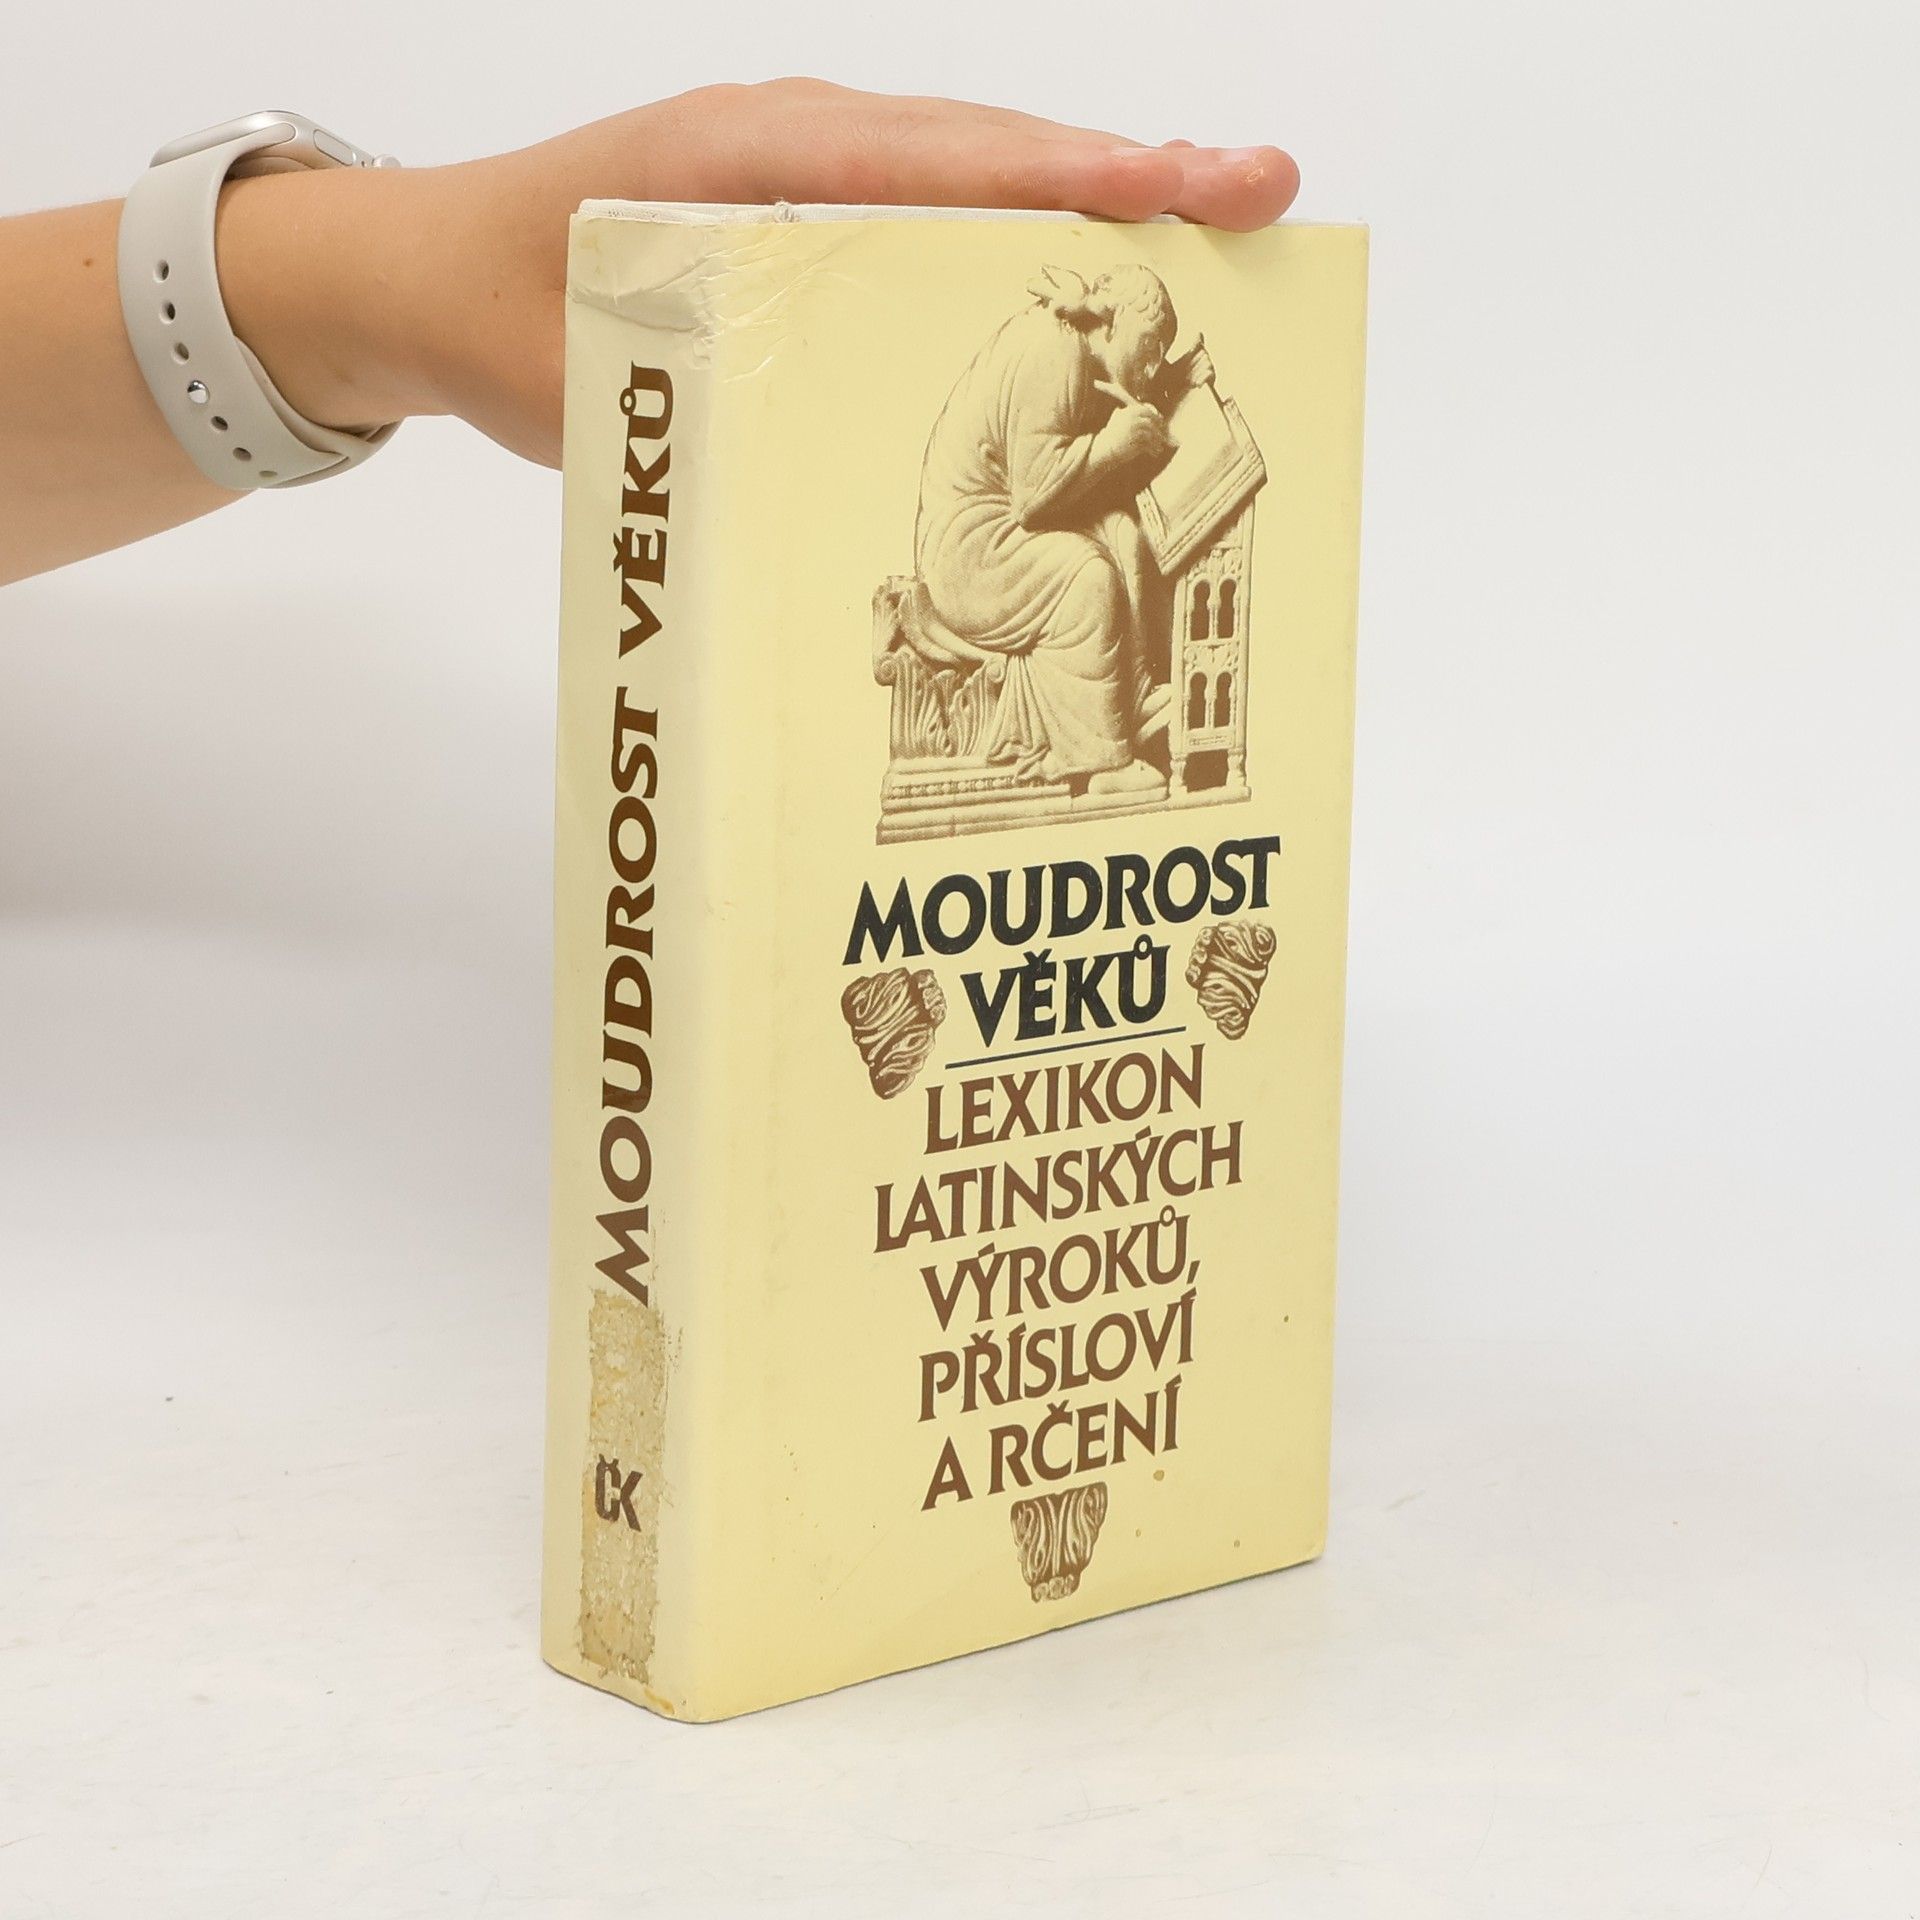 MOUDROST VĚKŮ
ČK
MOUDROST
VĚKŮ
LEXIKON
LATINSKÝCH
VÝROKŮ,
PŘÍSLOVÍ
A RČENÍ